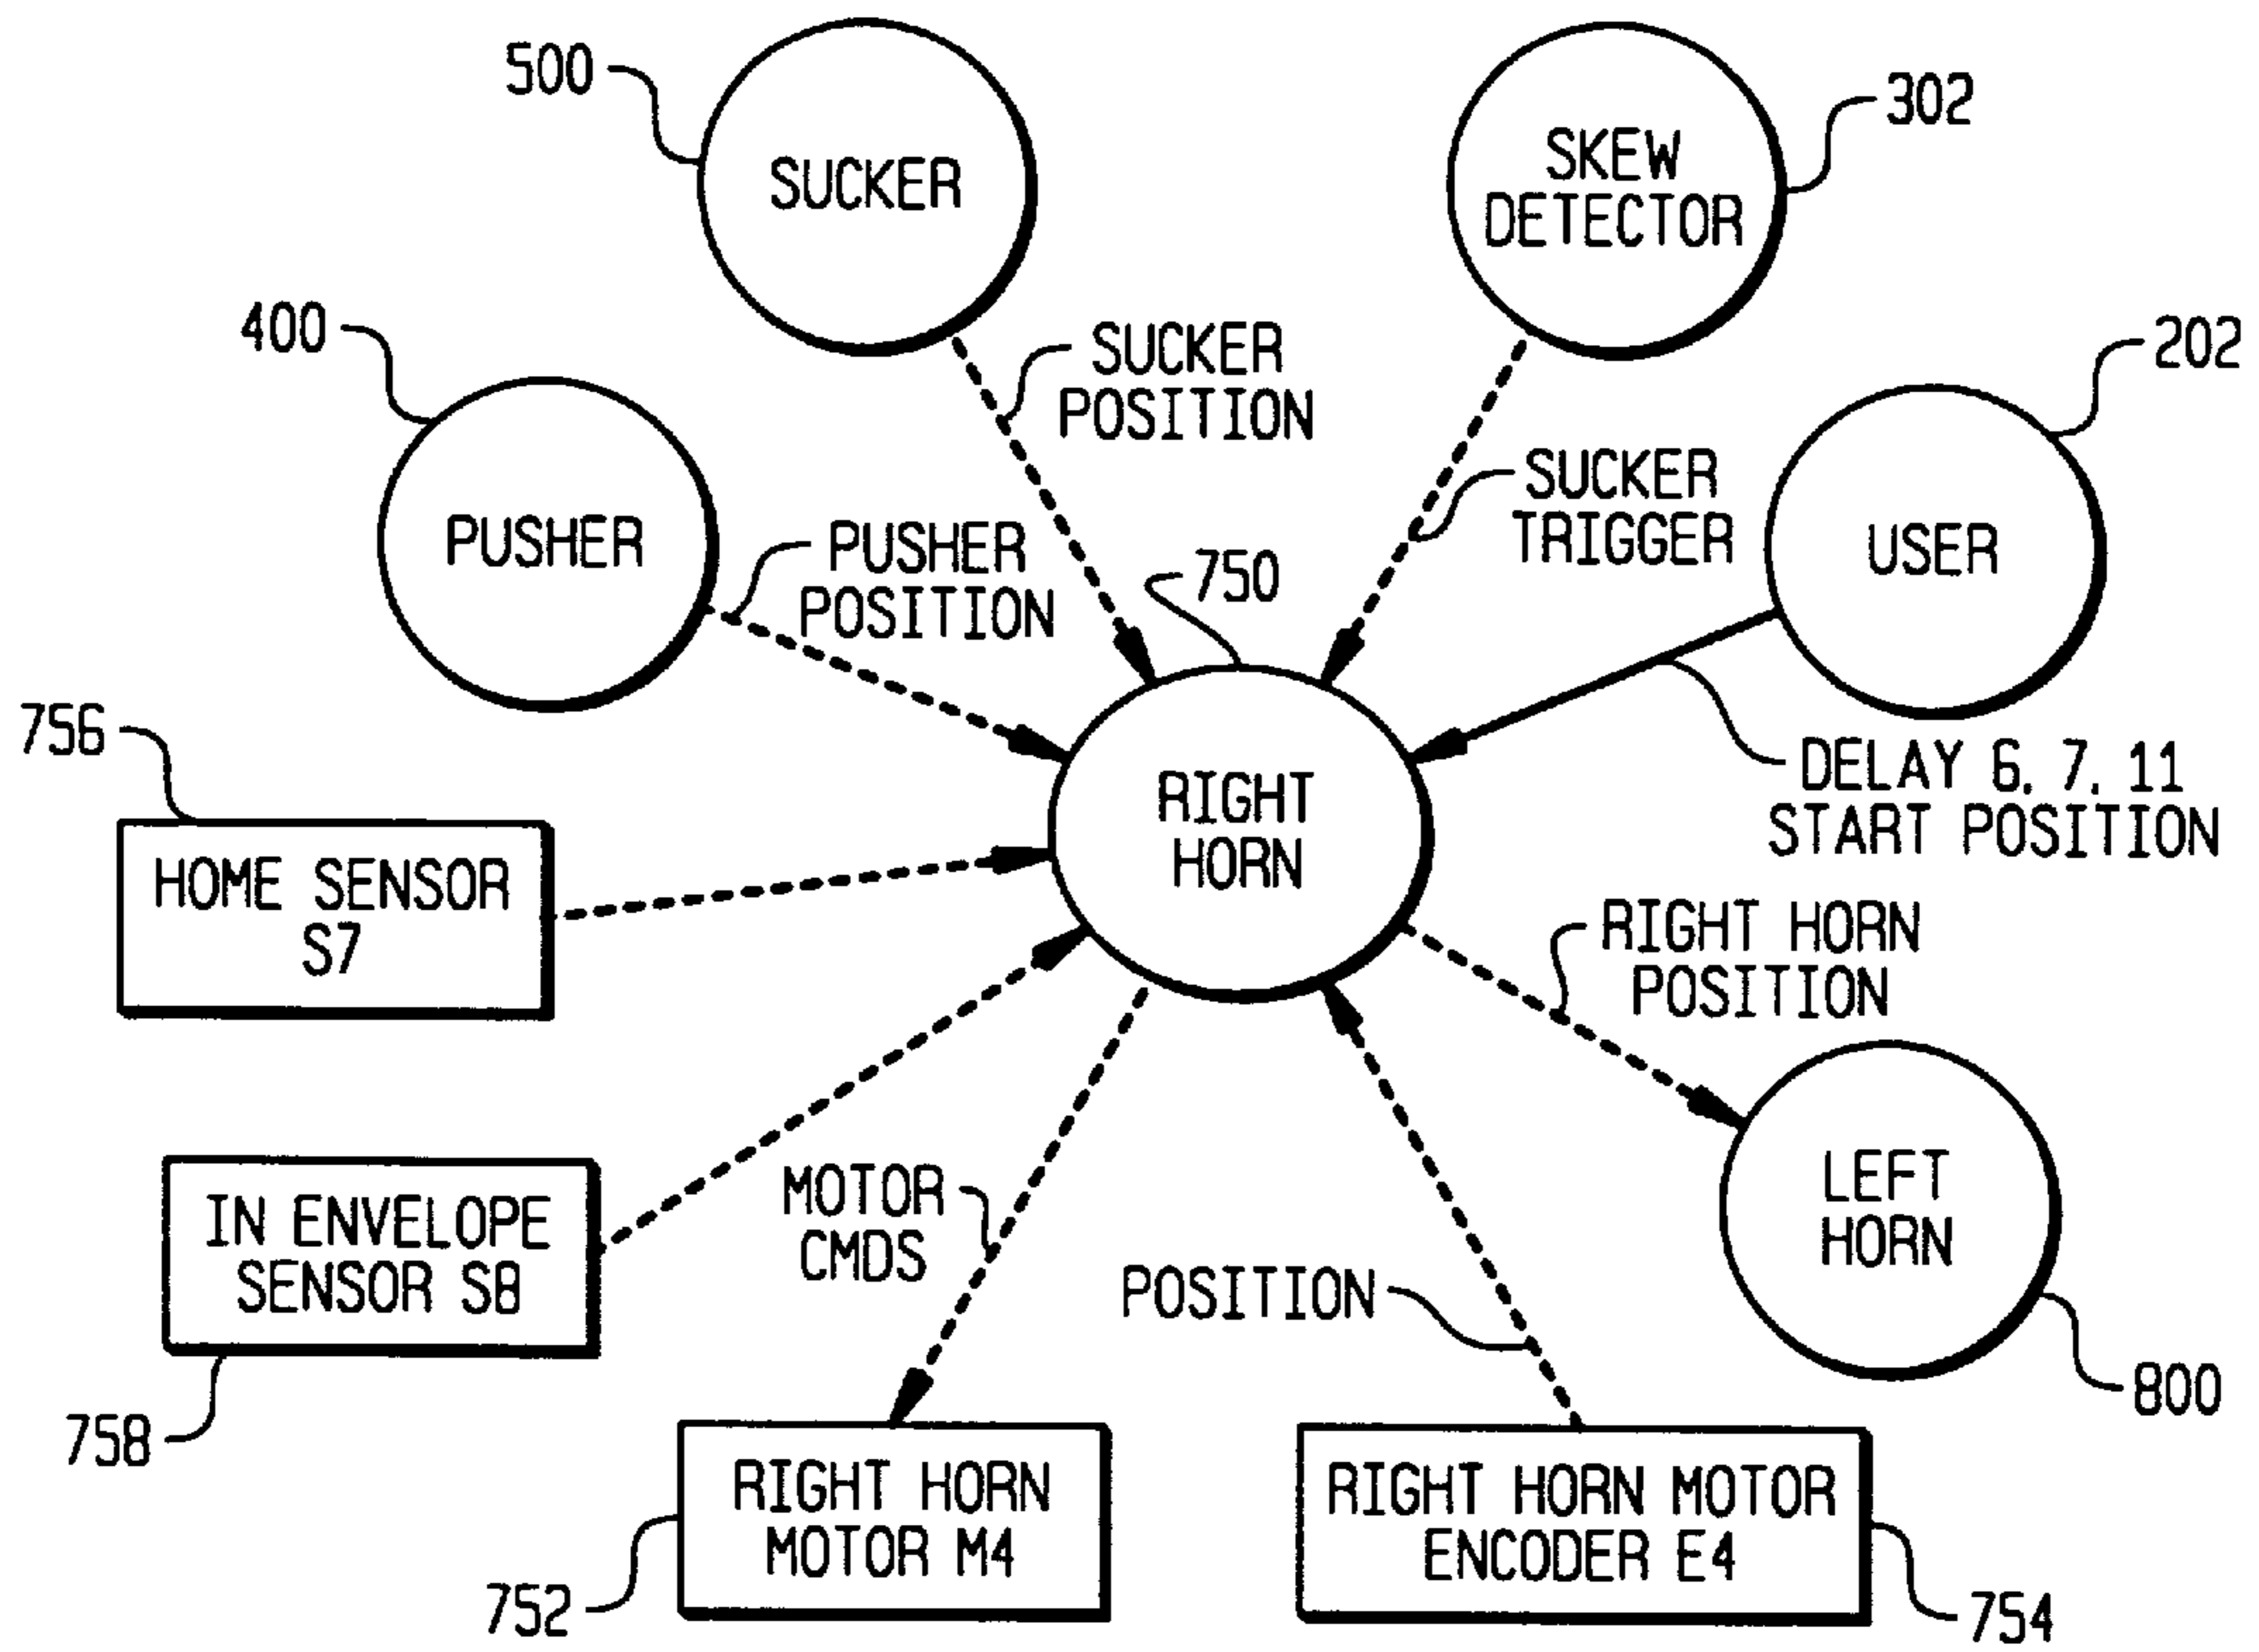 500
SUCKER
SKEW
DETECTOR
302
400
PUSHER
SUCKER
POSITION
202
USER
SUCKER
TRIGGER
PUSHER
POSITION
750
756
HOME SENSOR
S7
RIGHT
HORN
DELAY 6, 7, 11
START POSITION
RIGHT HORN
POSITION
IN ENVELOPE
SENSOR S8
758
MOTOR
CMDS
POSITION
LEFT
HORN
800
RIGHT HORN
MOTOR M4
752
RIGHT HORN MOTOR
ENCODER E4
754